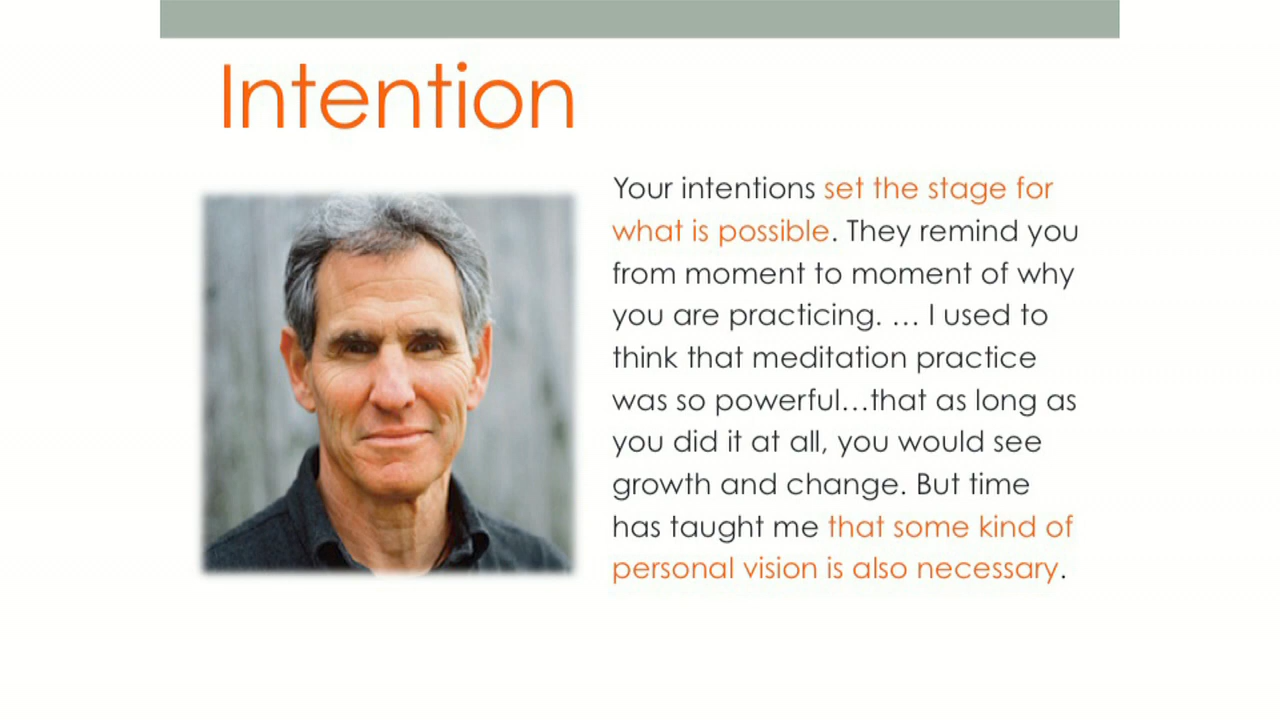 Intention
Your intentions set the stage for
what is possible. They remind you
from moment to moment of why
you are practicing. … I used to
think that meditation practice
was so powerful…that as long as
you did it at all, you would see
growth and change. But time
has taught me that some kind of
personal vision is also necessary.